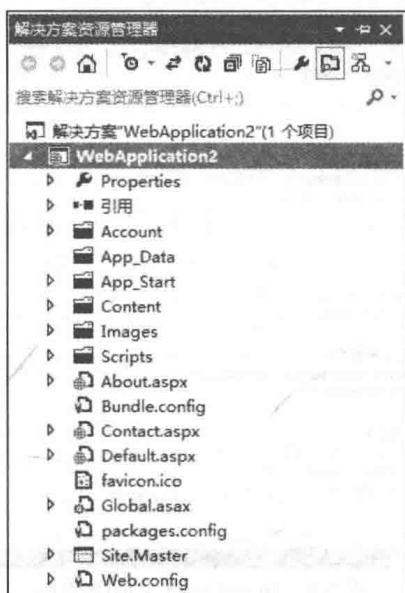 解决方案资源管理器
搜索解决方案资源管理器(Ctrl+;)
解决方案"WebApplication2"(1 个项目)
WebApplication2
Properties
引用
Account
App_Data
App_Start
Content
Images
Scripts
About.aspx
Bundle.config
Contact.aspx
Default.aspx
favicon.ico
Global.asax
packages.config
Site.Master
Web.config